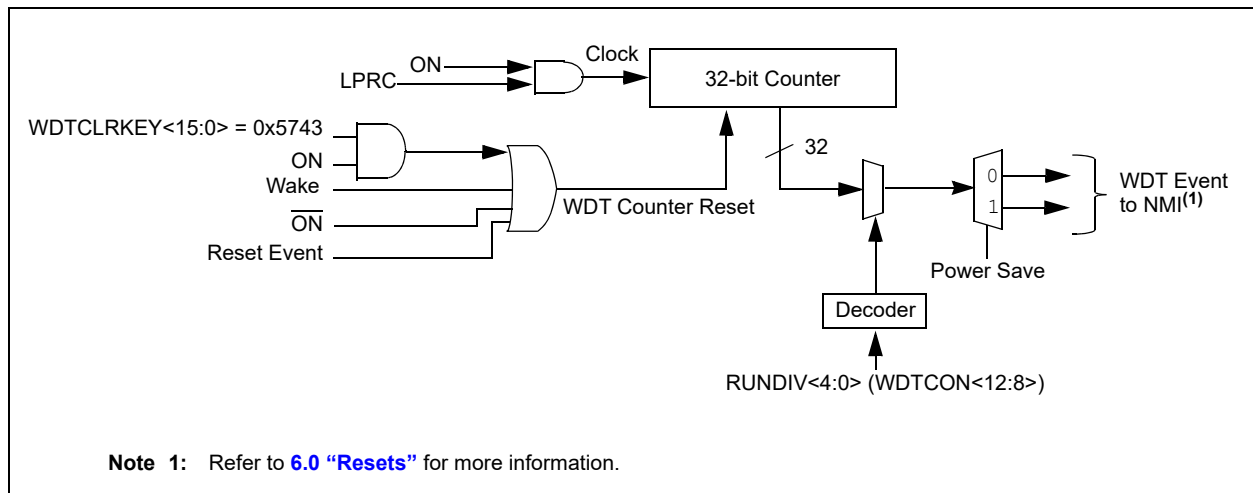 ON
LPRC
Clock
32-bit Counter
WDTCLRKEY<15:0> = 0x5743
ON
Wake
ON
Reset Event
WDT Counter Reset
32
0
1
WDT Event
to NMI(1)
Power Save
Decoder
RUNDIV<4:0> (WDTCON<12:8>)
Note 1: Refer to 6.0 “Resets” for more information.